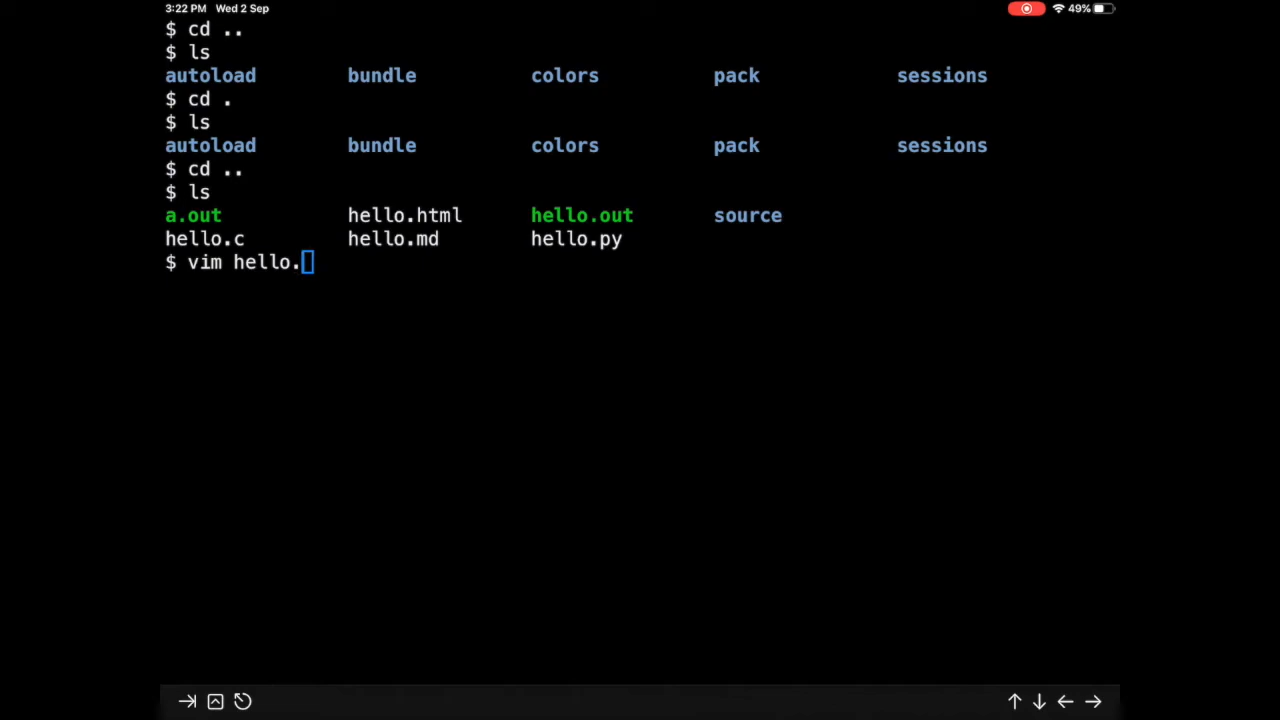 3:22 PM Wed 2 Sep 49%
$ cd ..
$ ls
autoload bundle colors pack sessions
$ cd .
$ ls
autoload bundle colors pack sessions
$ cd ..
$ ls
a.out hello.html hello.out source
hello.c hello.md hello.py
$ vim hello.